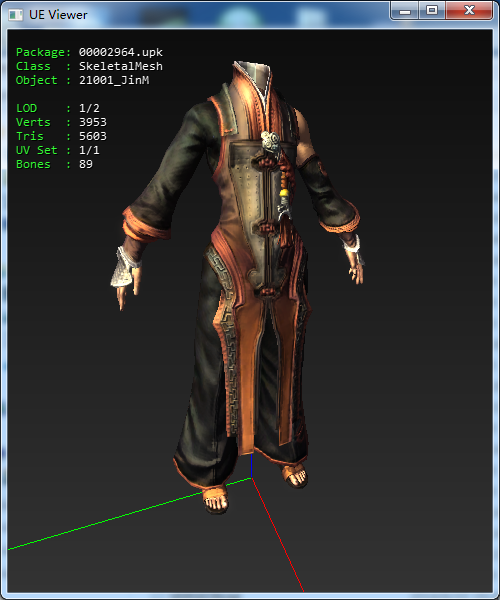 UE Viewer
Package: 00002964.upk
Class : SkeletalMesh
Object : 21001_JinM
LOD : 1/2
Verts : 3953
Tris : 5603
UV Set : 1/1
Bones : 89